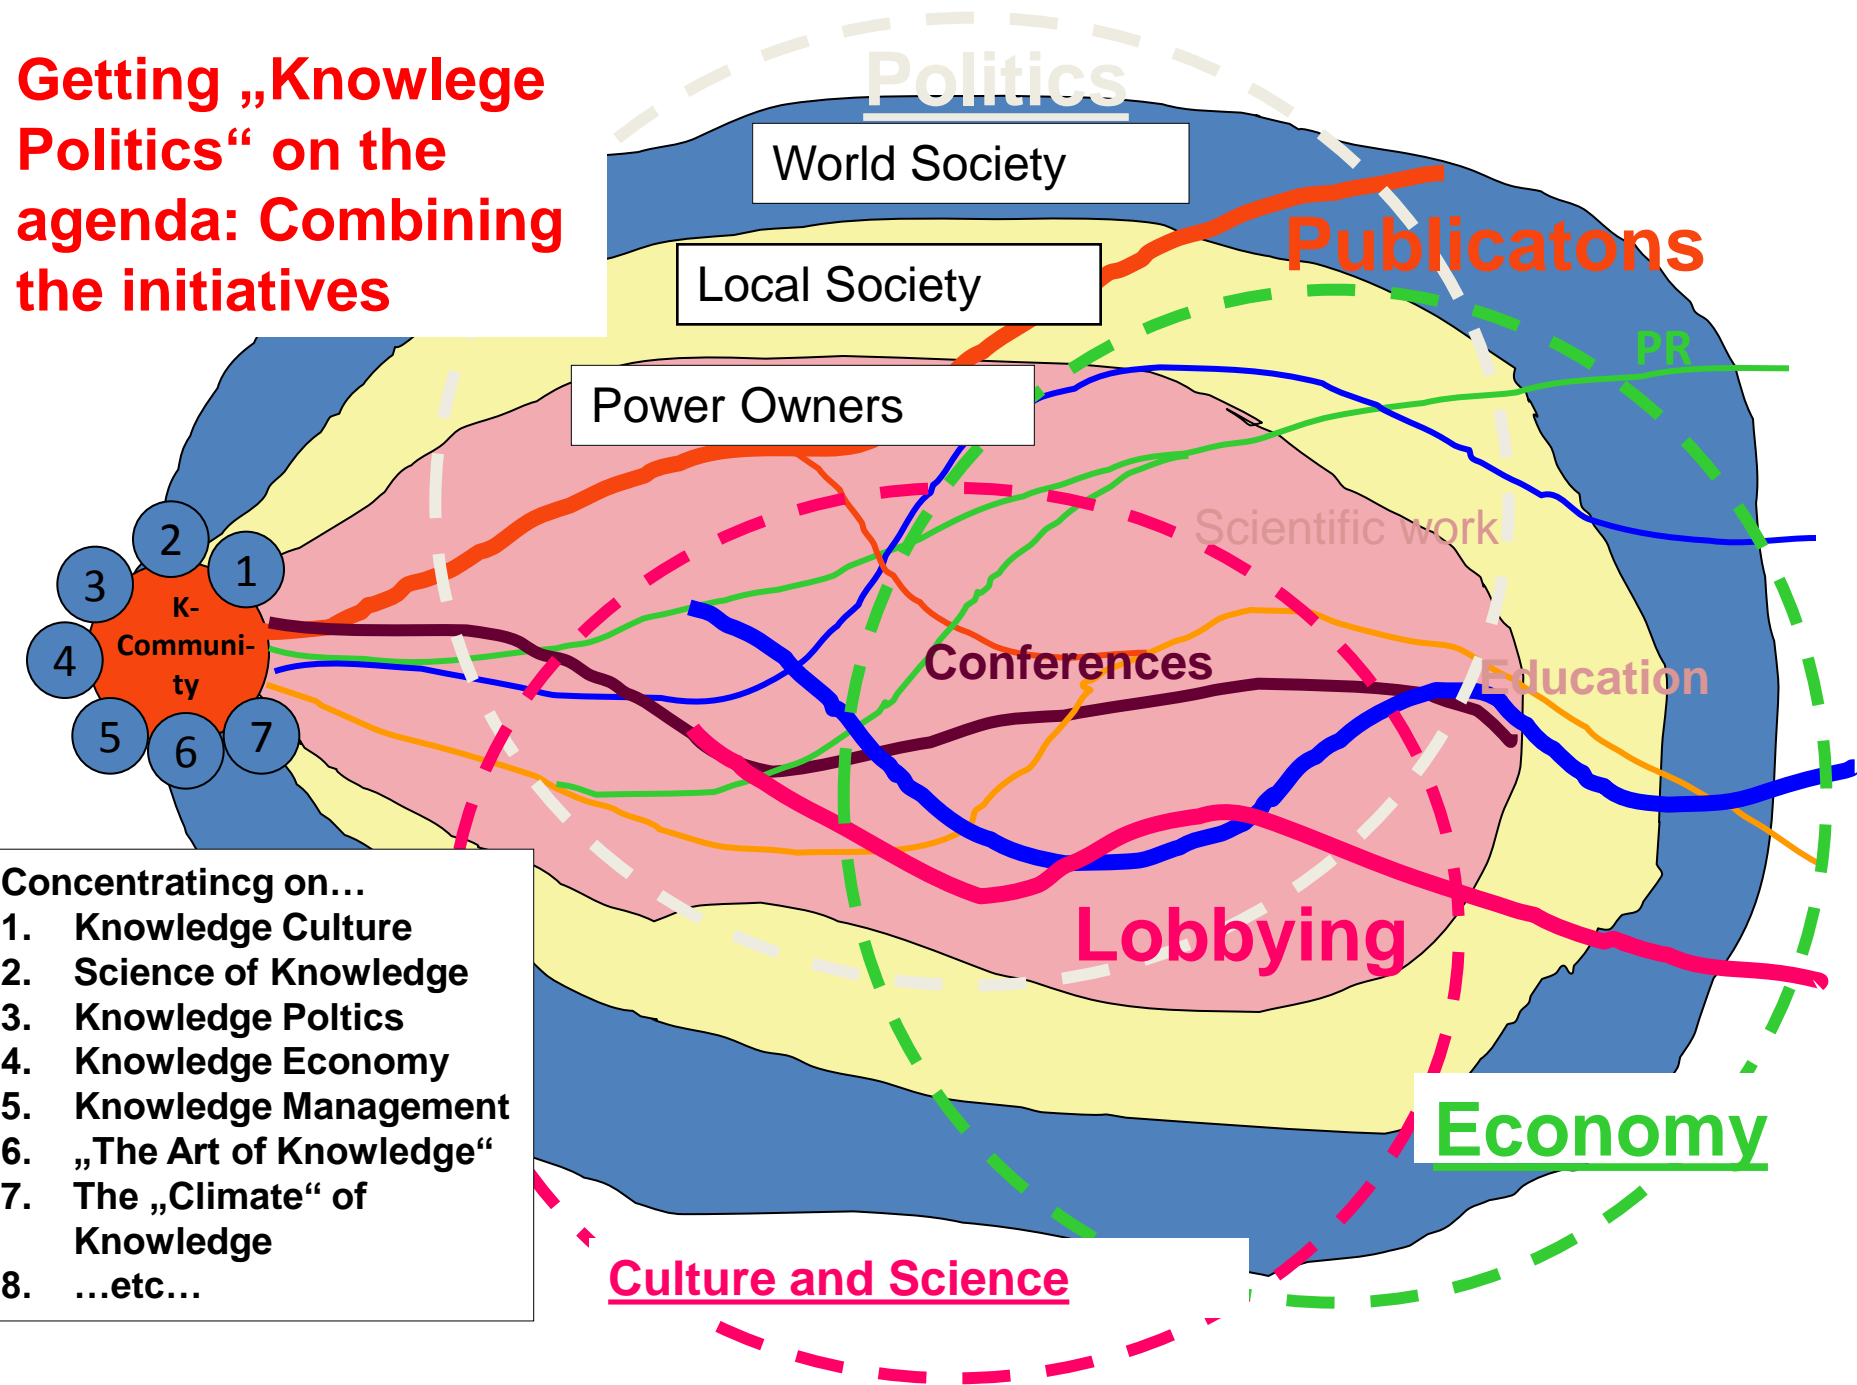 Getting „Knowlege
Politics“ on the
agenda: Combining
the initiatives
Politics
World Society
Publicatons
Local Society
PR
Power Owners
Scientific work
2
1
3
K-
Communi-
ty
4
Conferences
Education
5
6
7
Lobbying
Concentratincg on…
1. Knowledge Culture
2. Science of Knowledge
3. Knowledge Poltics
4. Knowledge Economy
5. Knowledge Management
6. „The Art of Knowledge“
7. The „Climate“ of
Knowledge
8. …etc…
Economy
Culture and Science